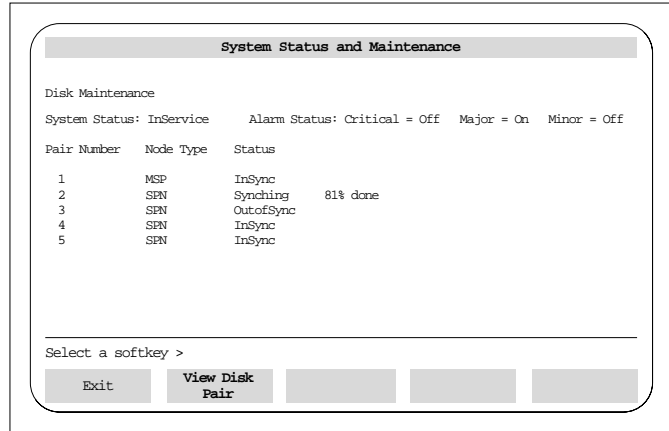 System Status and Maintenance
Disk Maintenance
System Status: InService Alarm Status: Critical = Off Major = On Minor = Off
Pair Number Node Type Status
1 MSP InSync
2 SPN Synching 81% done
3 SPN OutofSync
4 SPN InSync
5 SPN InSync
Select a softkey >
Exit View Disk
Pair